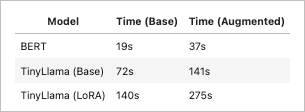 Model Time (Base) Time (Augmented)
BERT 19s 37s
TinyLlama (Base) 72s 141s
TinyLlama (LoRA) 140s 275s